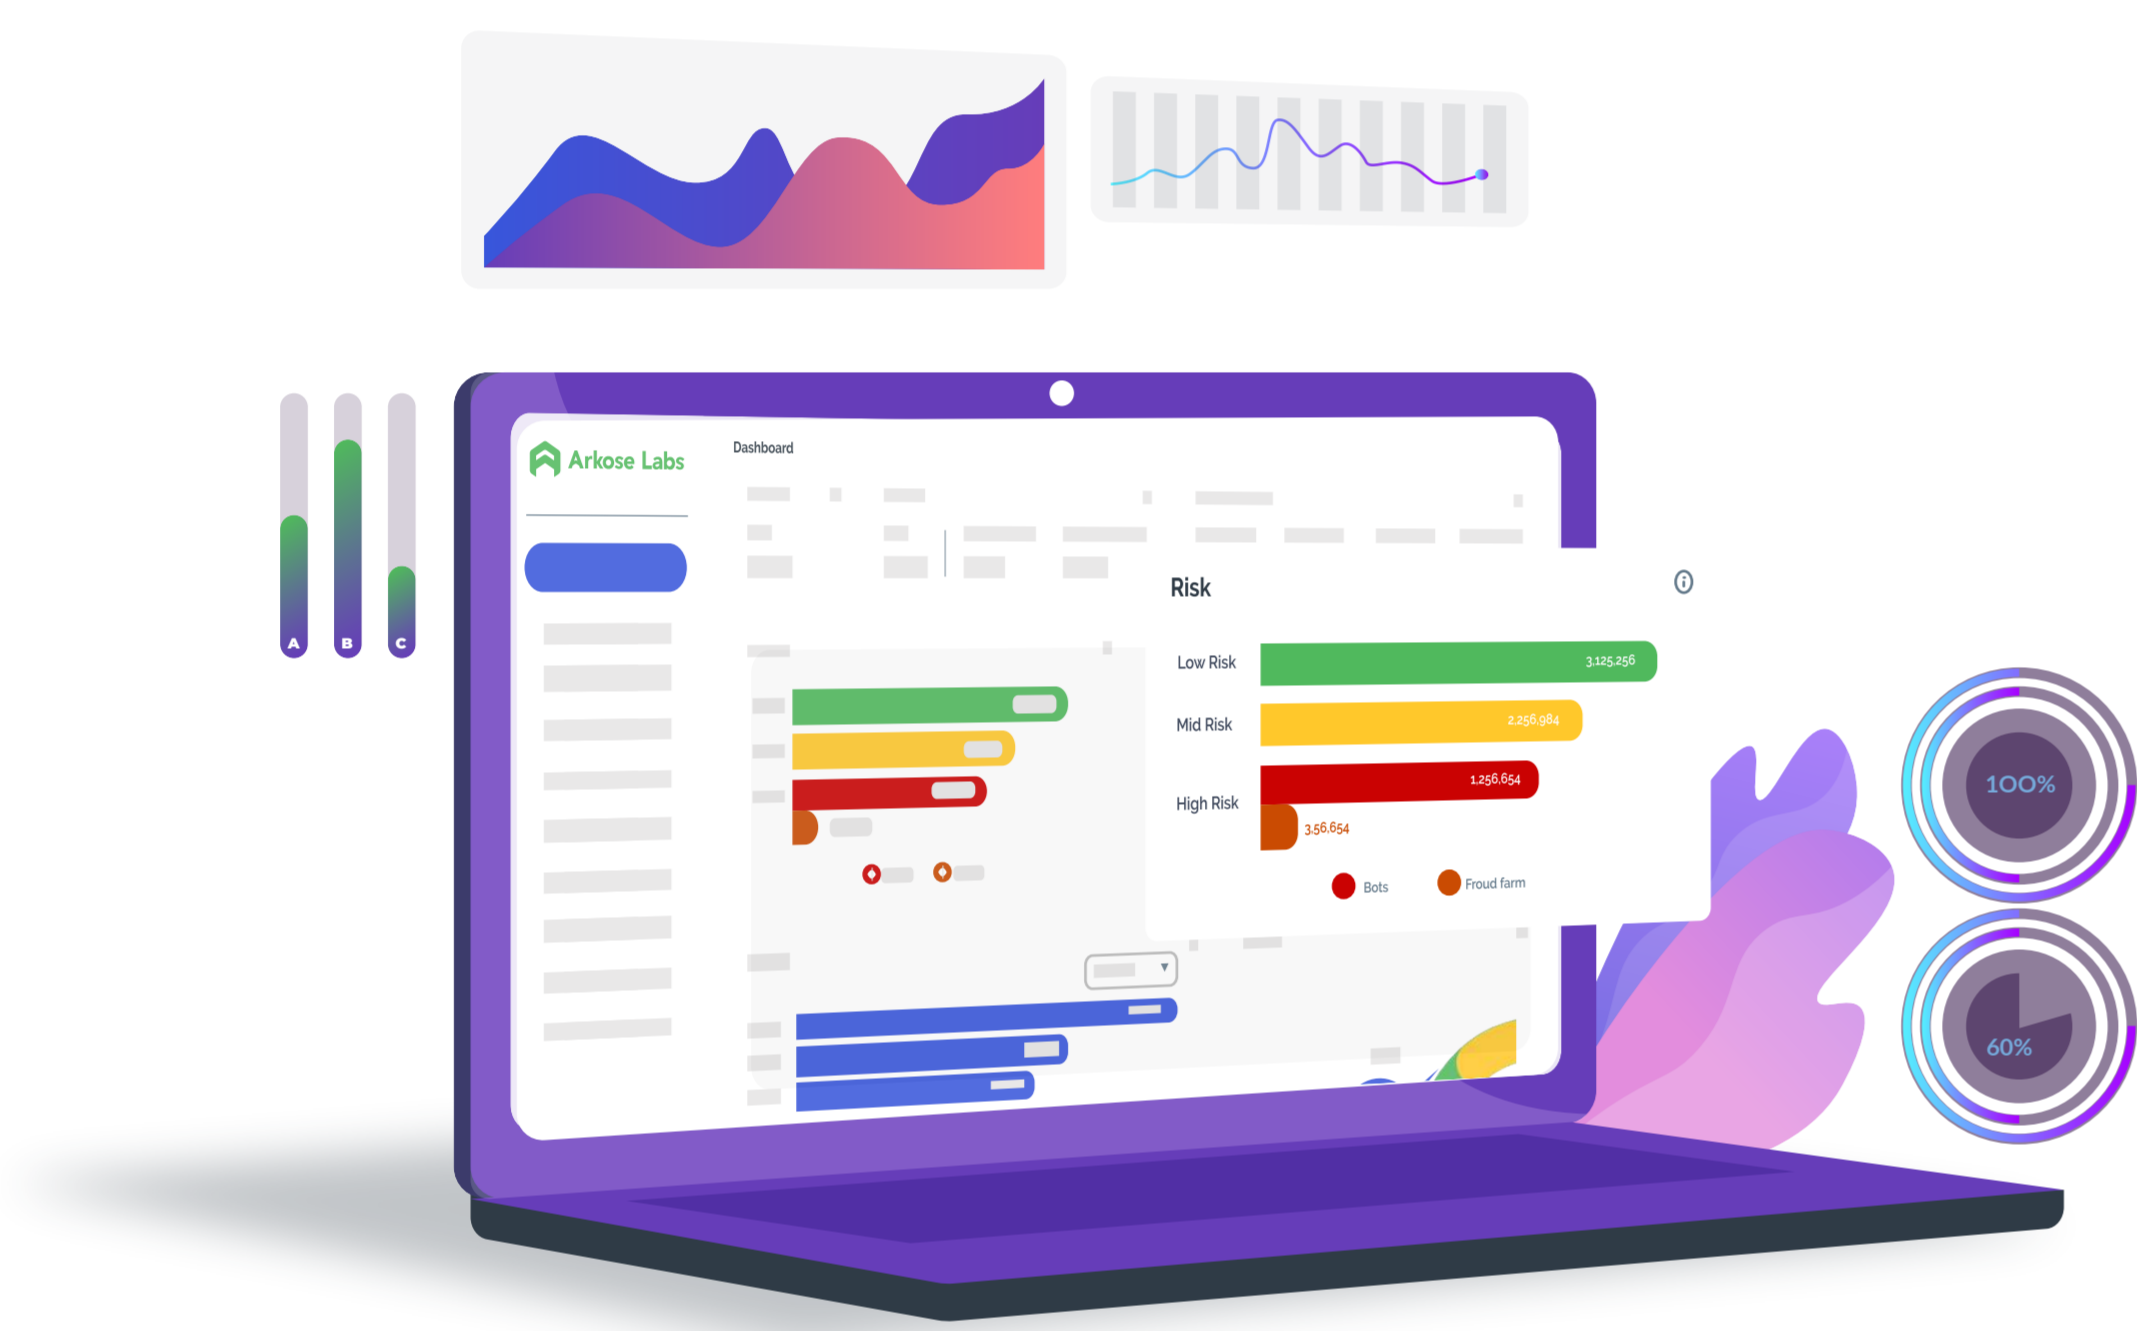 Arkose Labs
Dashboard
A
B
C
Risk
Low Risk
3,125,256
Mid Risk
2,256,984
High Risk
1,256,654
3,56,654
Bots
Froud farm
100%
60%